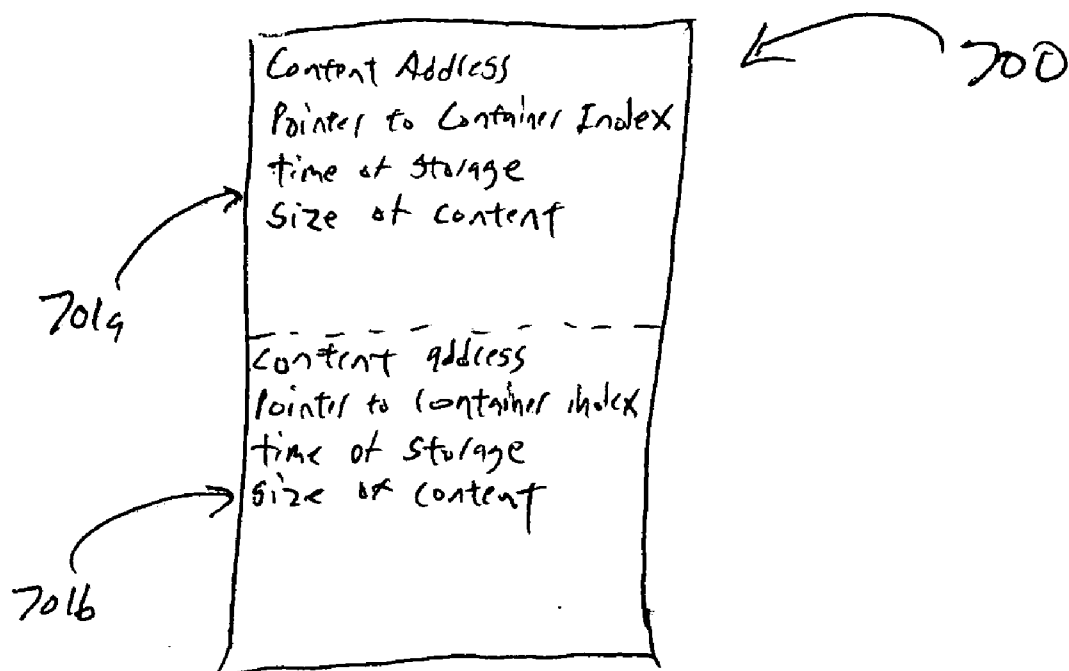 Content Address
700
Pointer to Container Index
time of Storage
Size of content
701a
content address
Pointer to container index
time of storage
size of content
701b